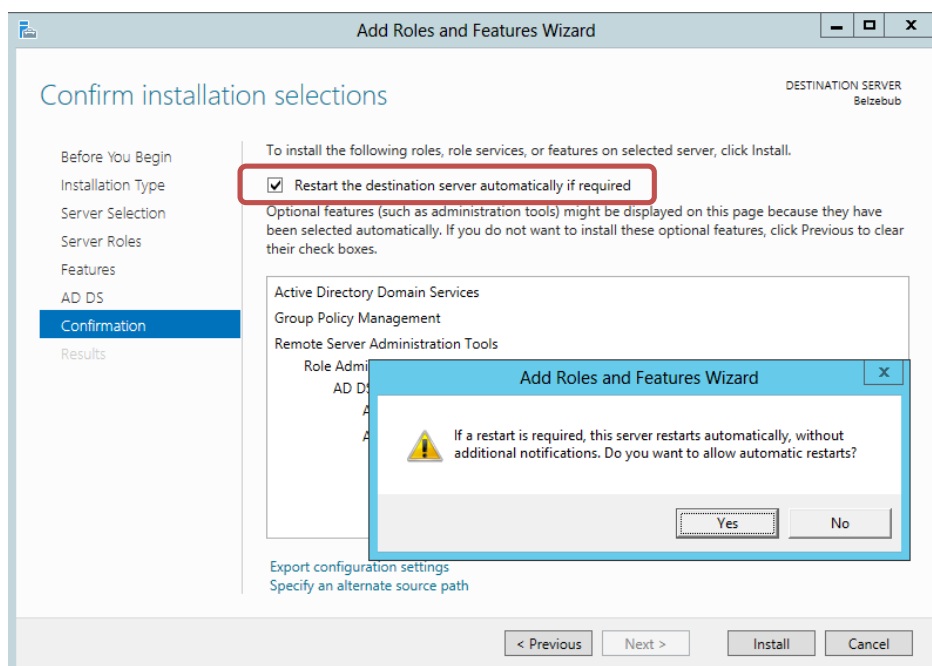 Add Roles and Features Wizard
Confirm installation selections
DESTINATION SERVER
Belzebub
Before You Begin
Installation Type
Server Selection
Server Roles
Features
AD DS
Confirmation
Results
To install the following roles, role services, or features on selected server, click Install.
Restart the destination server automatically if required
Optional features (such as administration tools) might be displayed on this page because they have
been selected automatically. If you do not want to install these optional features, click Previous to clear
their check boxes.
Active Directory Domain Services
Group Policy Management
Remote Server Administration Tools
Role Admi
AD DS
A
A
Add Roles and Features Wizard
If a restart is required, this server restarts automatically, without
additional notifications. Do you want to allow automatic restarts?
Yes
No
Export configuration settings
Specify an alternate source path
< Previous
Next >
Install
Cancel